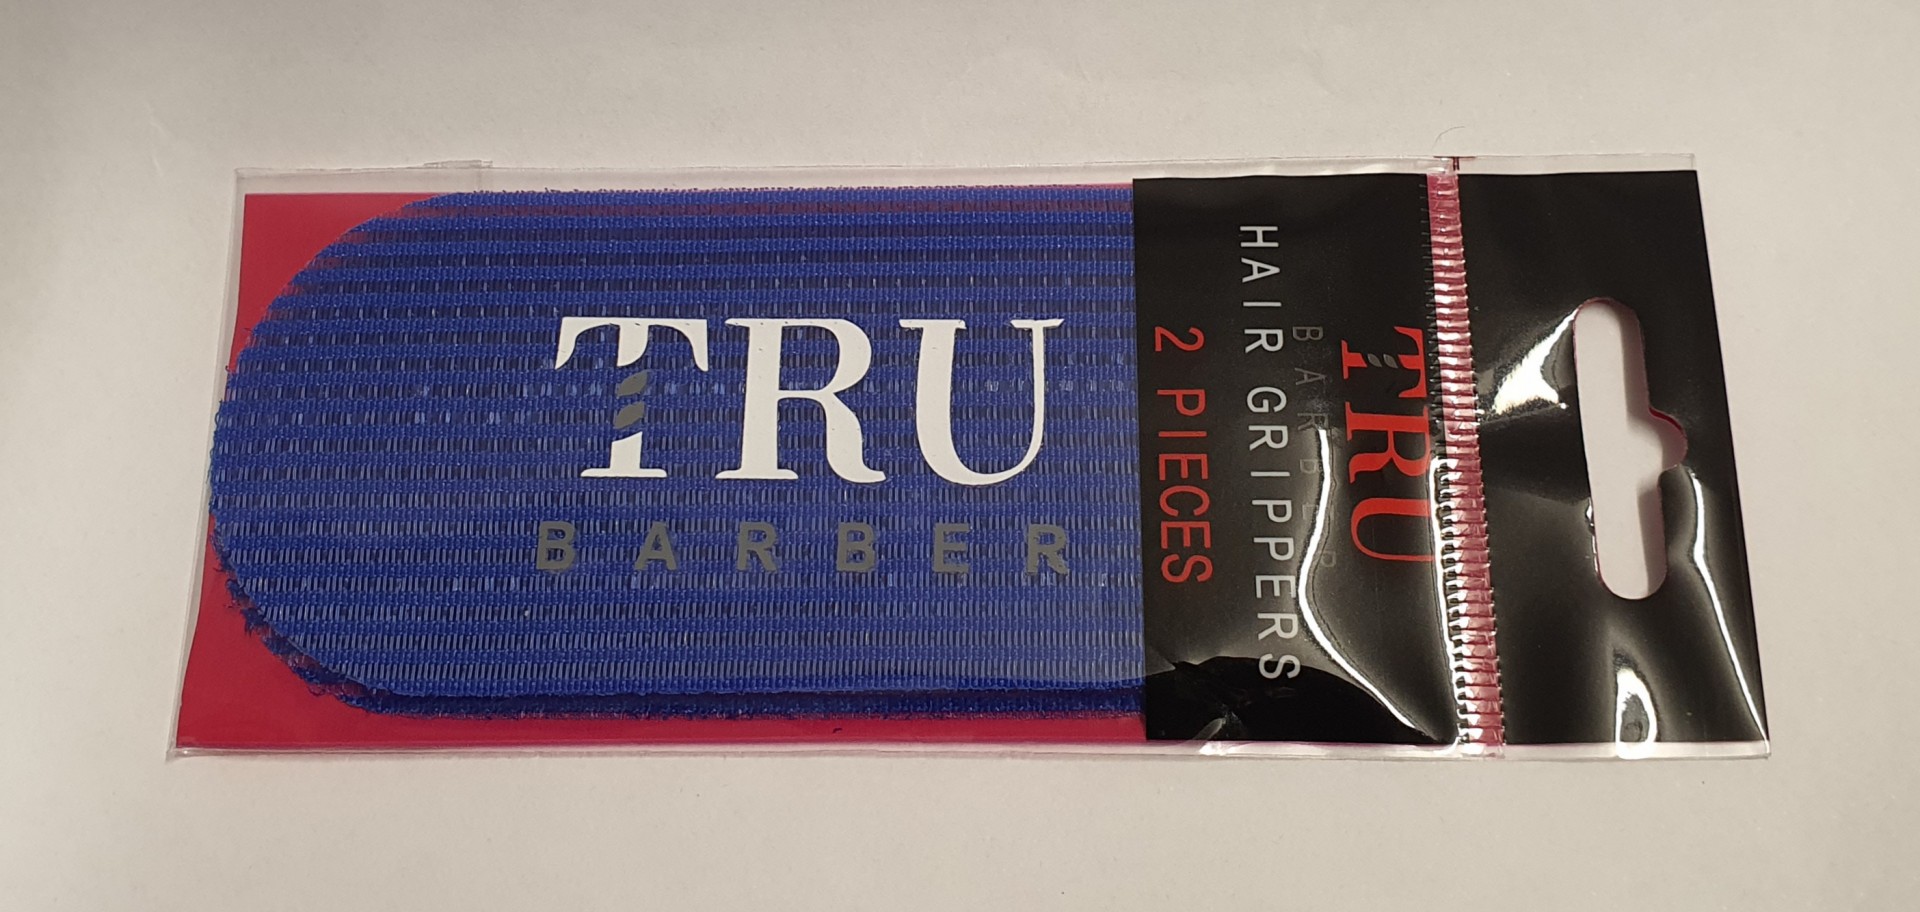 TRU
BARBER
TRU
BARBER
HAIR GRIPPERS
2 PIECES